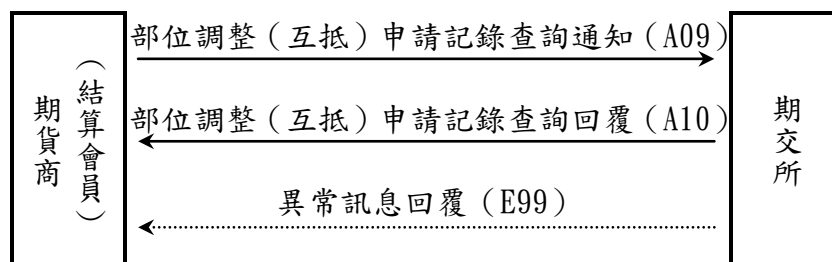 部位調整（互抵）申請記錄查詢通知（A09）
部位調整（互抵）申請記錄查詢回覆（A10）
異常訊息回覆（E99）
期貨商
（結算會員）
期交所